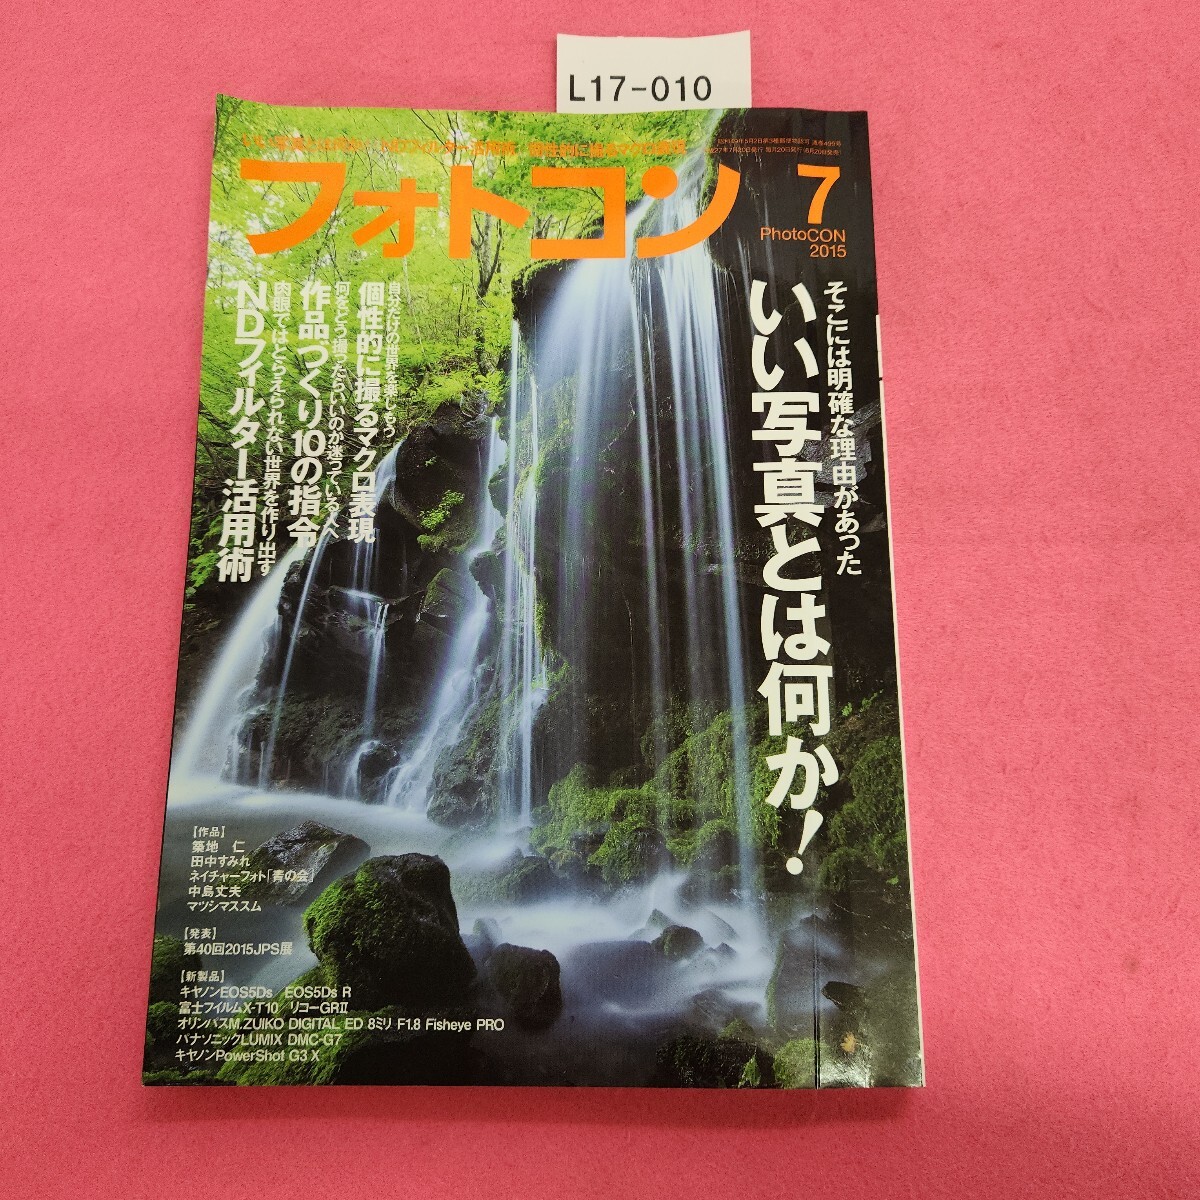 L17-010
フォトコン
7
PhotoCON
2015
そこには明確な理由があった
いい写真とは何か!
自分だけの世界を楽しもう
個性的に撮るマクロ表現
何をどう撮ったらいいのか迷っている人へ
作品づくり10の指令
肉眼ではとらえられない世界を作り出す
NDフィルター活用術
【作品】
築地 仁
田中すみれ
ネイチャーフォト「青の会」
中島丈夫
マツシマススム
【発表】
第40回2015JPS展
【新製品】
キヤノンEOS5Ds EOS5Ds R
富士フイルムX-T10 リコーGRII
オリンパスM.ZUIKO DIGITAL ED 8ミリ F1.8 Fisheye PRO
パナソニックLUMIX DMC-G7
キヤノンPowerShot G3 X